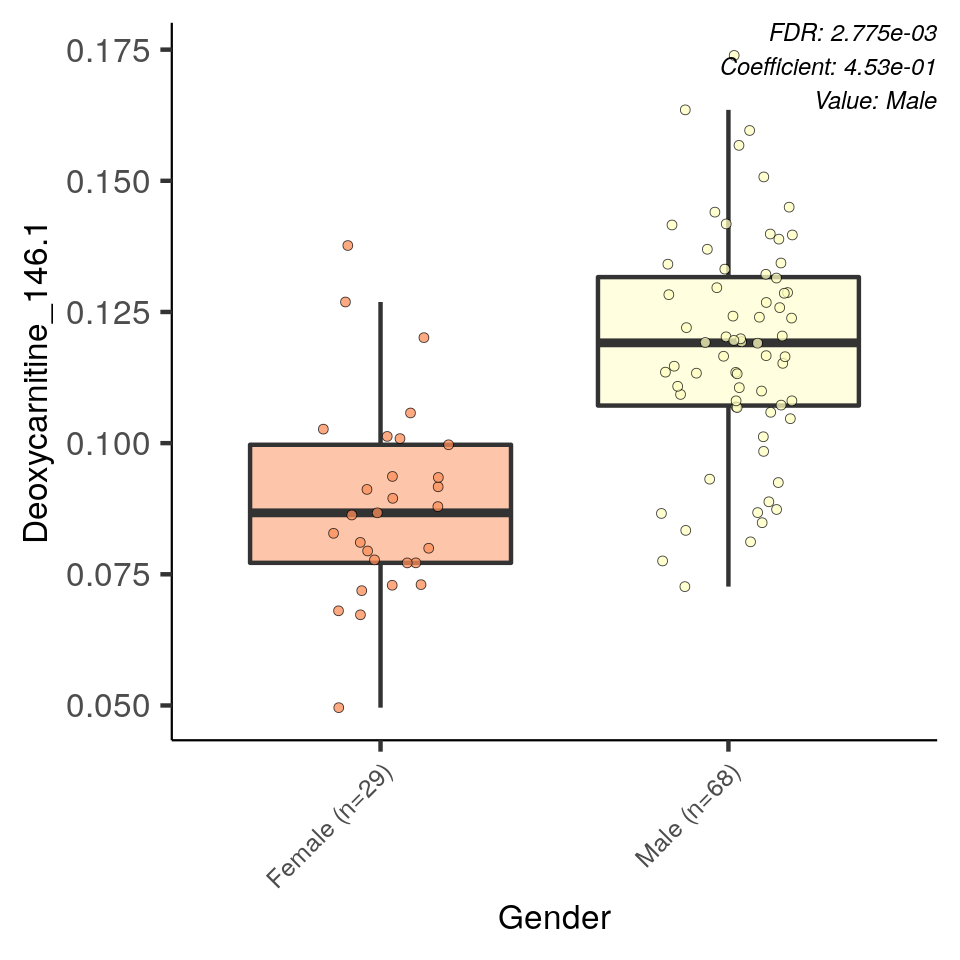 FDR: 2.775e-03
Coefficient: 4.53e-01
Value: Male
0.175
0.150
0.125
0.100
0.075
0.050
Deoxycarnitine_146.1
Female (n=29)
Male (n=68)
Gender